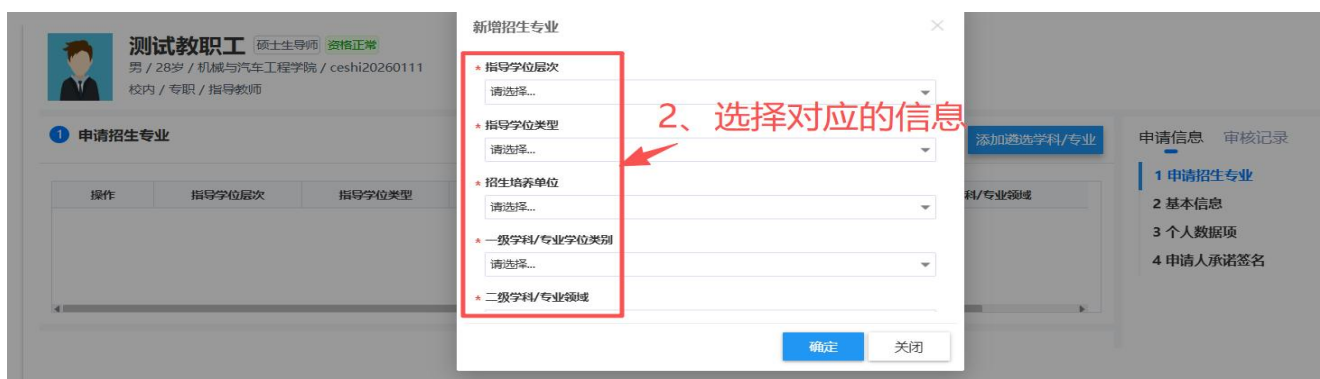 测试教职工 硕士生导师 资格正常
男 / 28岁 / 机械与汽车工程学院 / ceshi20260111
校内 / 专职 / 指导教师
1 申请招生专业
添加遴选学科/专业
操作 指导学位层次 指导学位类型 科/专业领域
新增招生专业
* 指导学位层次
请选择...
* 指导学位类型
请选择...
* 招生培养单位
请选择...
* 一级学科/专业学位类别
请选择...
* 二级学科/专业领域
确定 关闭
2、选择对应的信息
申请信息 审核记录
1 申请招生专业
2 基本信息
3 个人数据项
4 申请人承诺签名